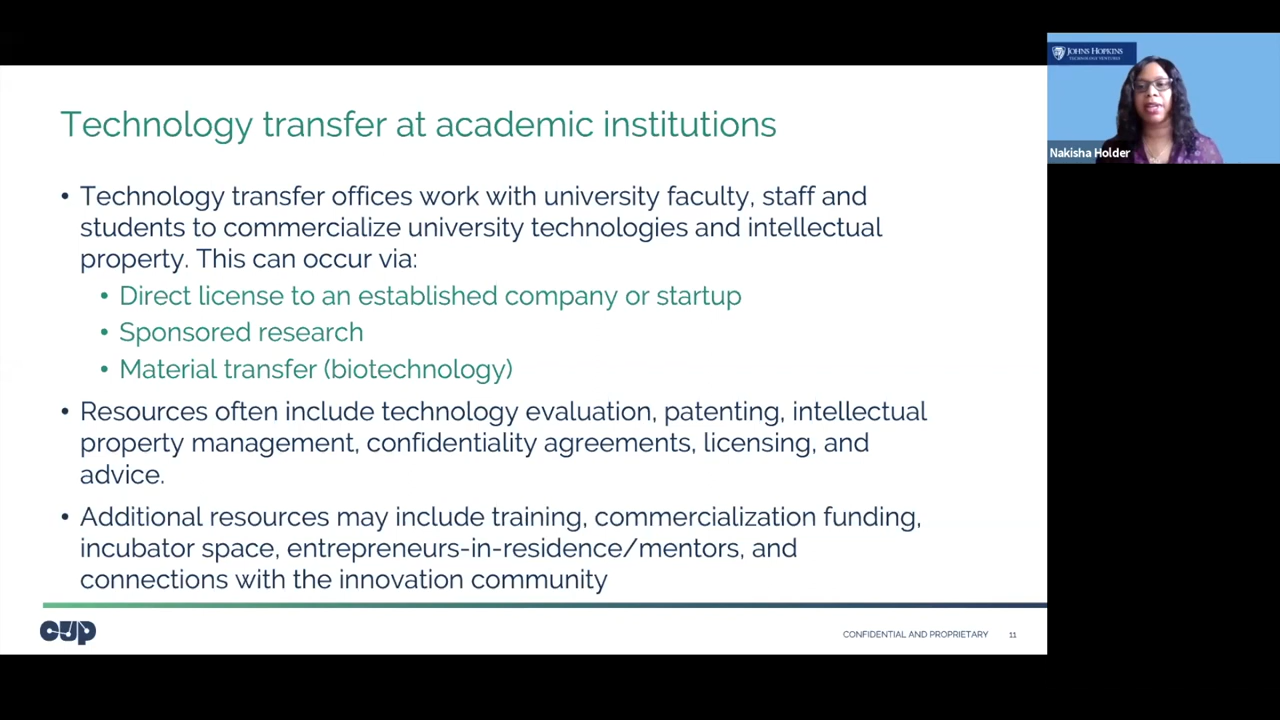 Technology transfer at academic institutions
• Technology transfer offices work with university faculty, staff and
students to commercialize university technologies and intellectual
property. This can occur via:
• Direct license to an established company or startup
• Sponsored research
• Material transfer (biotechnology)
• Resources often include technology evaluation, patenting, intellectual
property management, confidentiality agreements, licensing, and
advice.
• Additional resources may include training, commercialization funding,
incubator space, entrepreneurs-in-residence/mentors, and
connections with the innovation community
CUP
CONFIDENTIAL AND PROPRIETARY
11
JOHNS HOPKINS
TECHNOLOGY VENTURES
Nakisha Holder